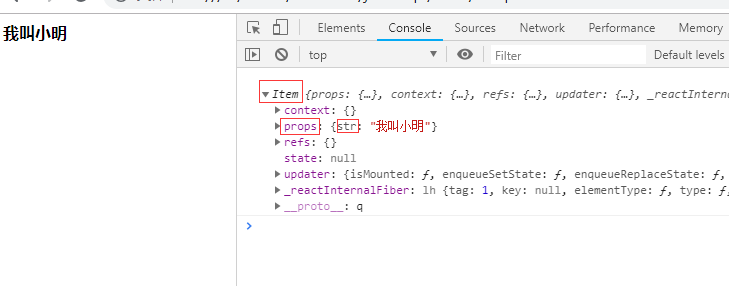 我叫小明
Elements Console Sources Network Performance Memory
top Filter Default levels
Item {props: {…}, context: {…}, refs: {…}, updater: {…}, _reactInterna
context: {}
props: {str: "我叫小明"}
refs: {}
state: null
updater: {isMounted: ƒ, enqueueSetState: ƒ, enqueueReplaceState: ƒ,
_reactInternalFiber: lh {tag: 1, key: null, elementType: ƒ, type: ƒ,
__proto__: q